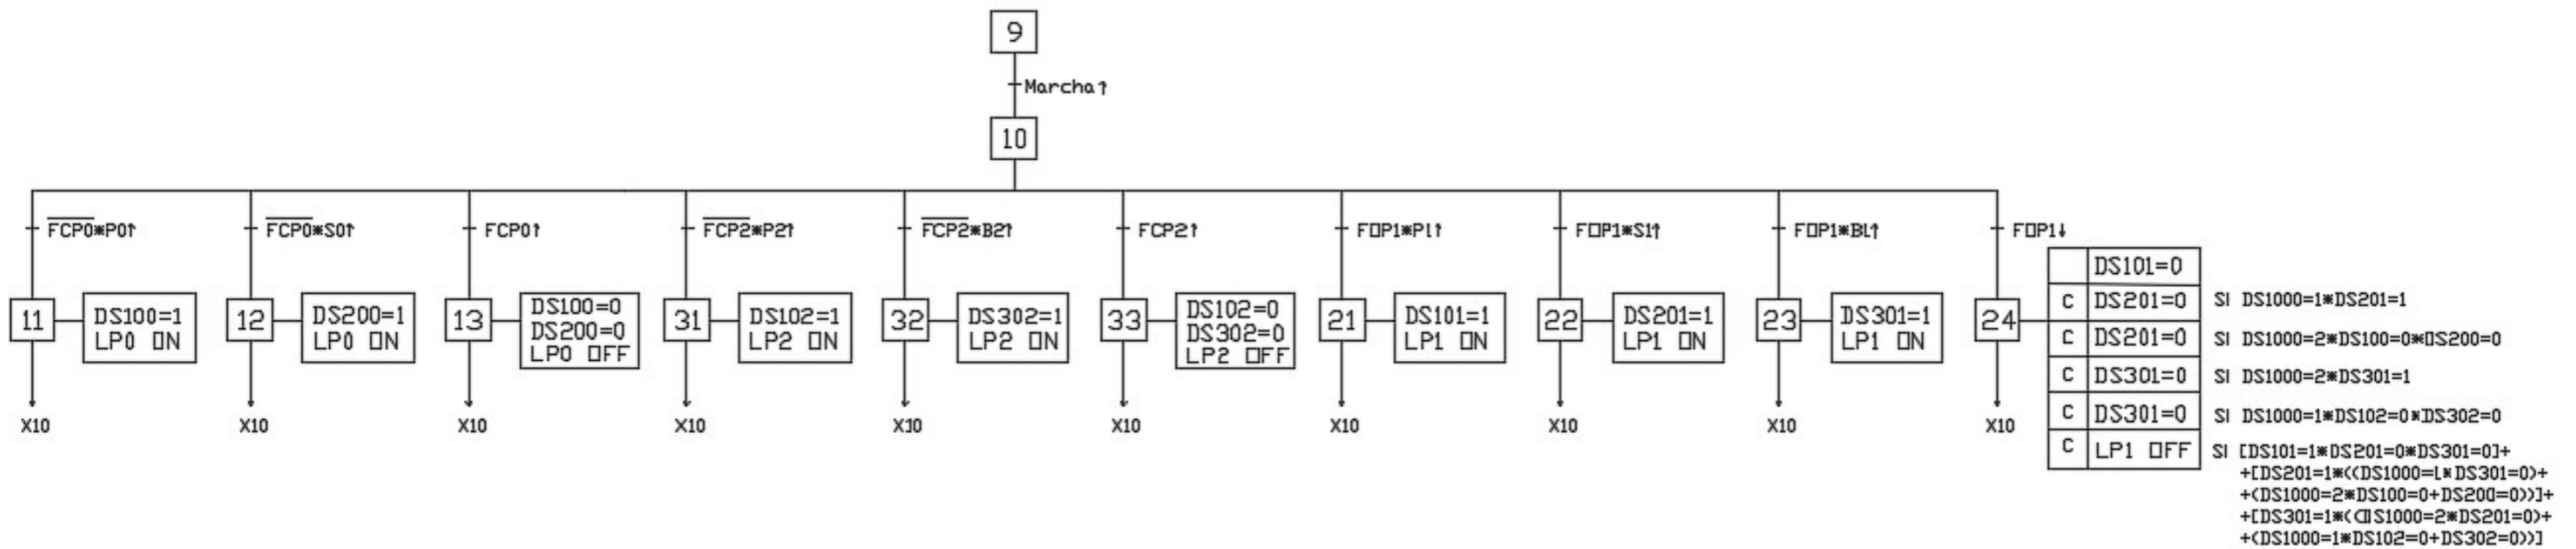 9
Marcha↑
10
FCP0*P0↑
FCP0*S0↑
FCP0↑
FCP2*P2↑
FCP2*B2↑
FCP2↑
FOP1*P1↑
FOP1*S1↑
FOP1*B1↑
FOP1↓
11
DS100=1
LP0 ON
12
DS200=1
LP0 ON
13
DS100=0
DS200=0
LP0 OFF
31
DS102=1
LP2 ON
32
DS302=1
LP2 ON
33
DS102=0
DS302=0
LP2 OFF
21
DS101=1
LP1 ON
22
DS201=1
LP1 ON
23
DS301=1
LP1 ON
24
DS101=0
C DS201=0 SI DS1000=1*DS201=1
C DS201=0 SI DS1000=2*DS100=0*DS200=0
C DS301=0 SI DS1000=2*DS301=1
C DS301=0 SI DS1000=1*DS102=0*DS302=0
C LP1 OFF SI [DS101=1*DS201=0*DS301=0]+
+[DS201=1*((DS1000=1*DS301=0)+
+(DS1000=2*DS100=0+DS200=0))]+
+[DS301=1*((DS1000=2*DS201=0)+
+(DS1000=1*DS102=0+DS302=0))]
X10
X10
X10
X10
X10
X10
X10
X10
X10
X10